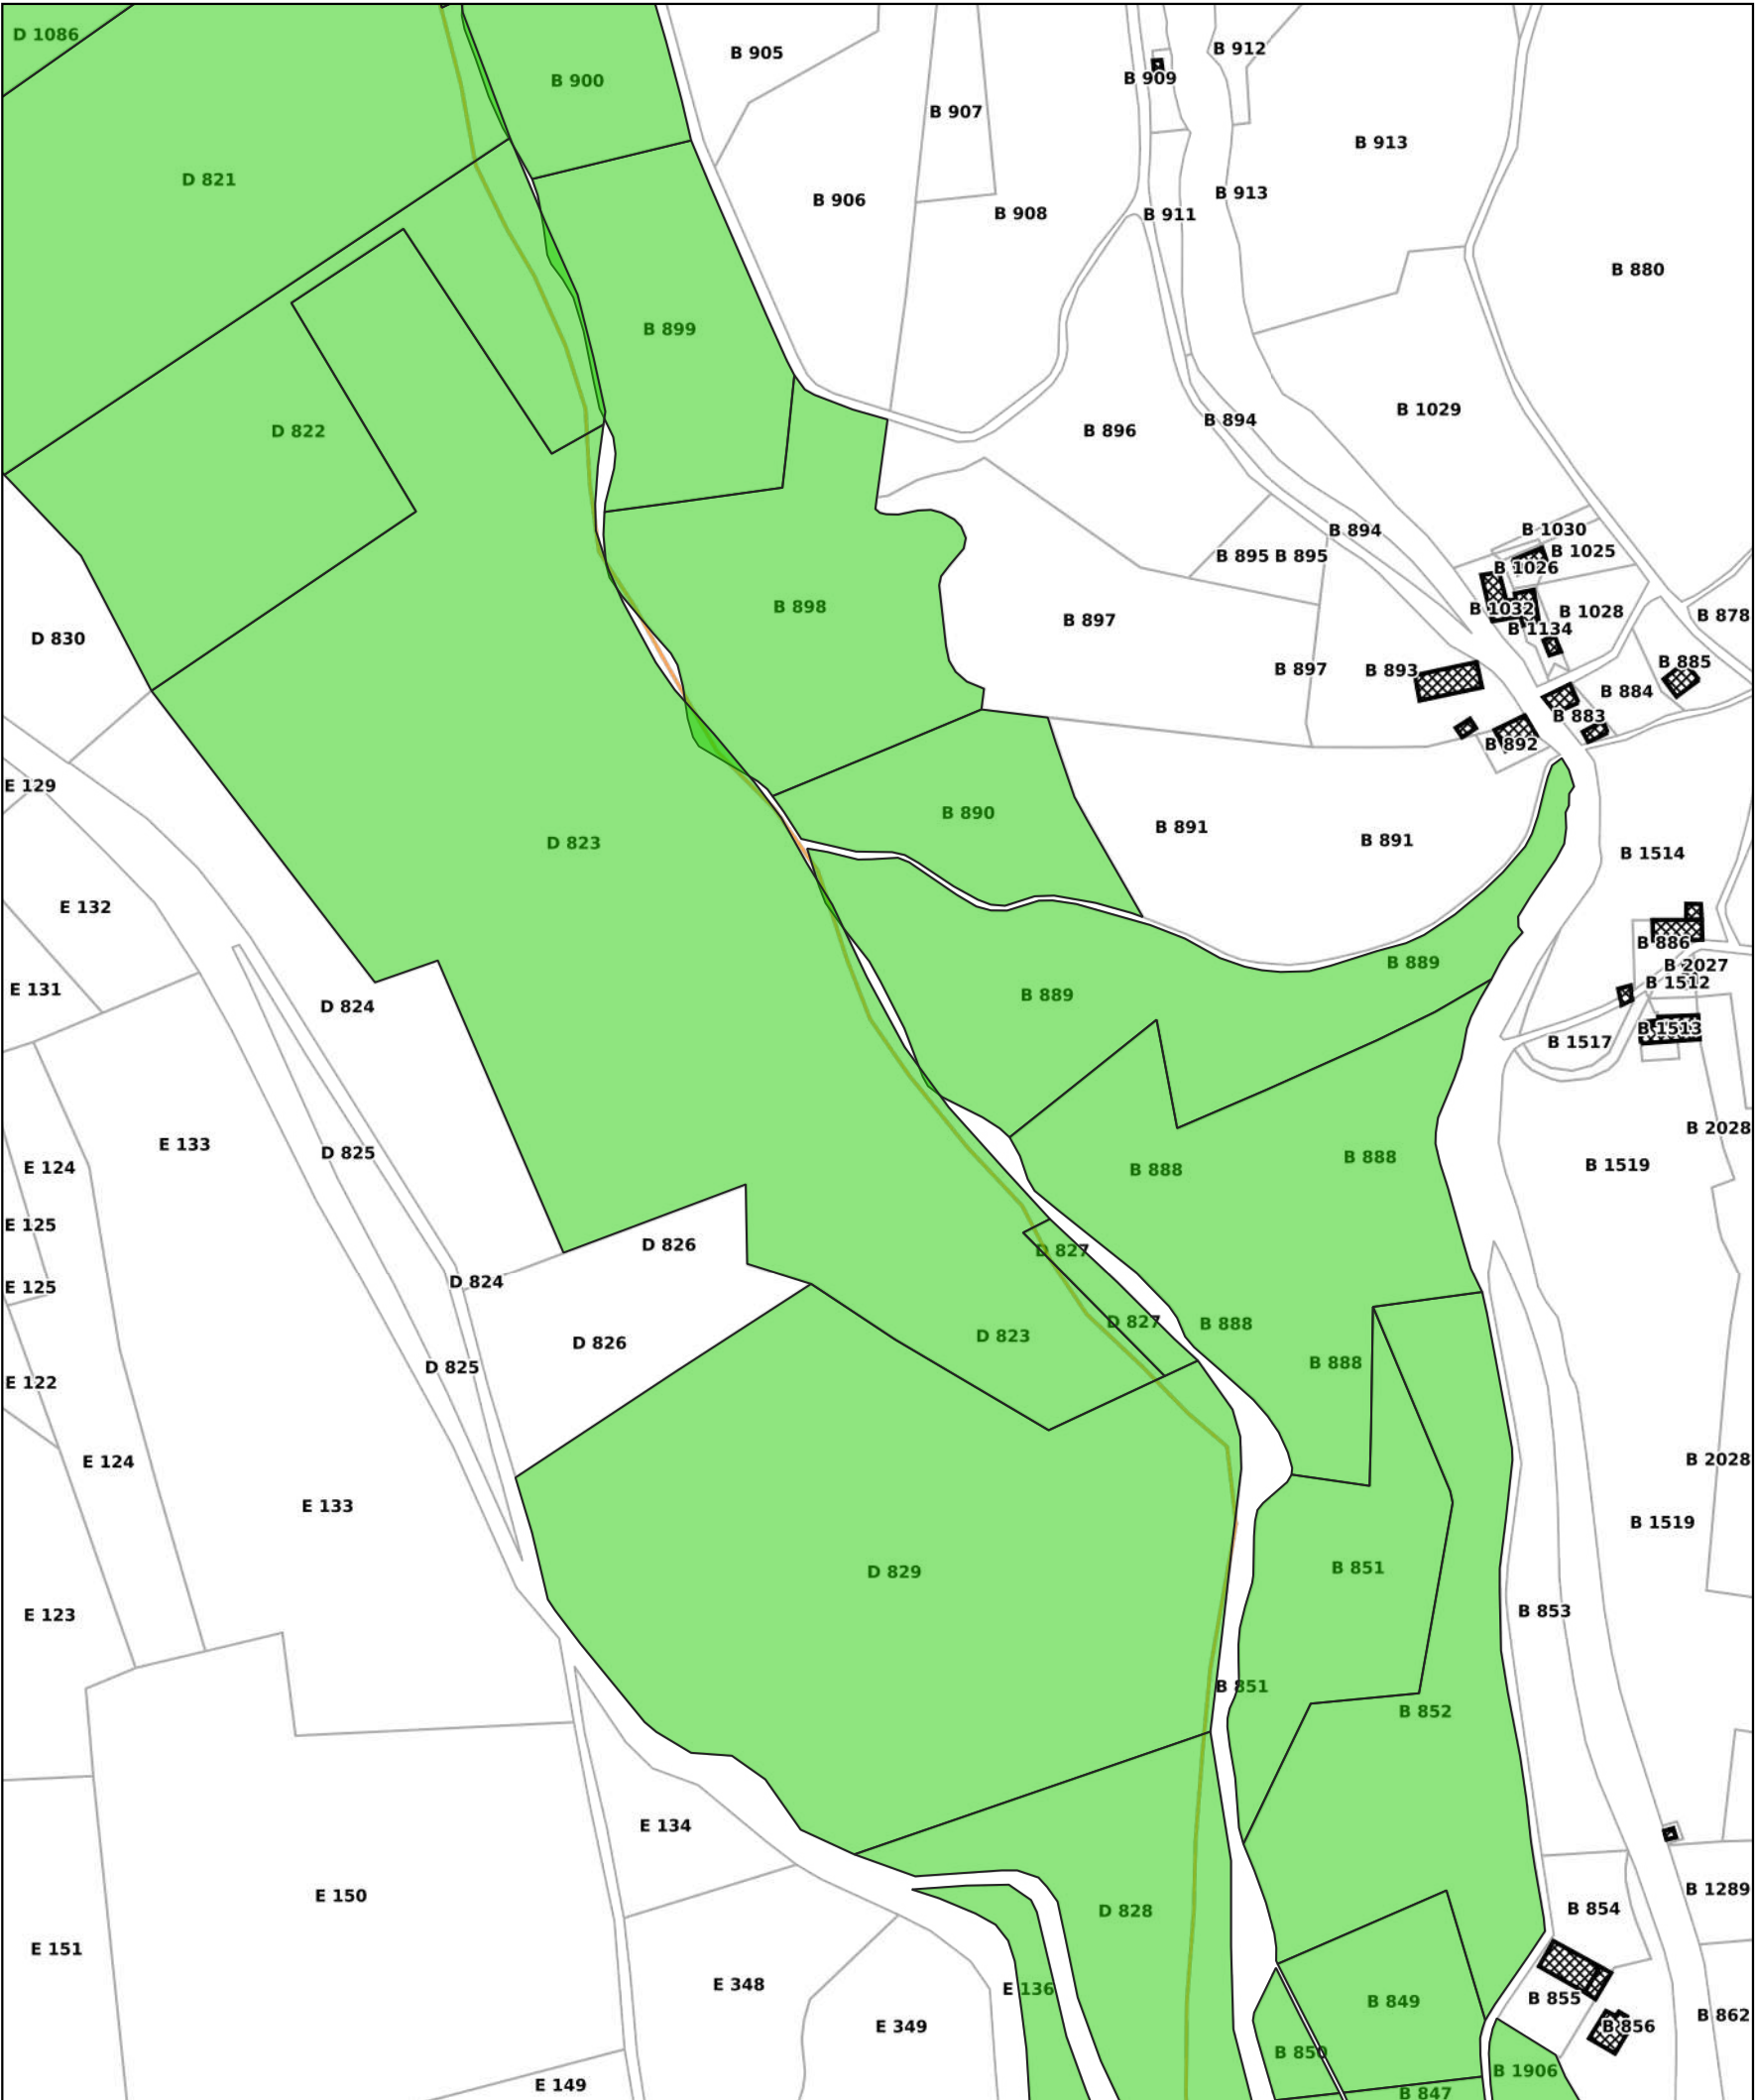 D 1086
B 905
B 912
B 900
B 909
B 907
B 913
D 821
B 913
B 906
B 908
B 911
B 880
B 899
B 1029
B 894
D 822
B 896
B 1030
B 894
B 1025
B 895
B 895
B 1026
B 898
B 1032
B 1028
B 878
B 897
B 1134
D 830
B 885
B 897
B 893
B 884
B 883
B 892
E 129
B 890
B 891
D 823
B 891
B 1514
E 132
B 886
B 889
B 2027
B 1512
E 131
B 889
D 824
B 1513
B 1517
B 2028
E 133
D 825
B 888
B 1519
E 124
B 888
E 125
D 826
D 827
D 824
E 125
D 827
B 888
D 823
D 826
B 888
D 825
E 122
B 2028
E 124
E 133
B 1519
B 851
D 829
B 853
E 123
B 851
B 852
E 134
B 1289
E 150
B 854
D 828
E 151
E 348
E 136
B 855
B 849
B 862
E 349
B 856
B 850
B 1906
E 149
B 847